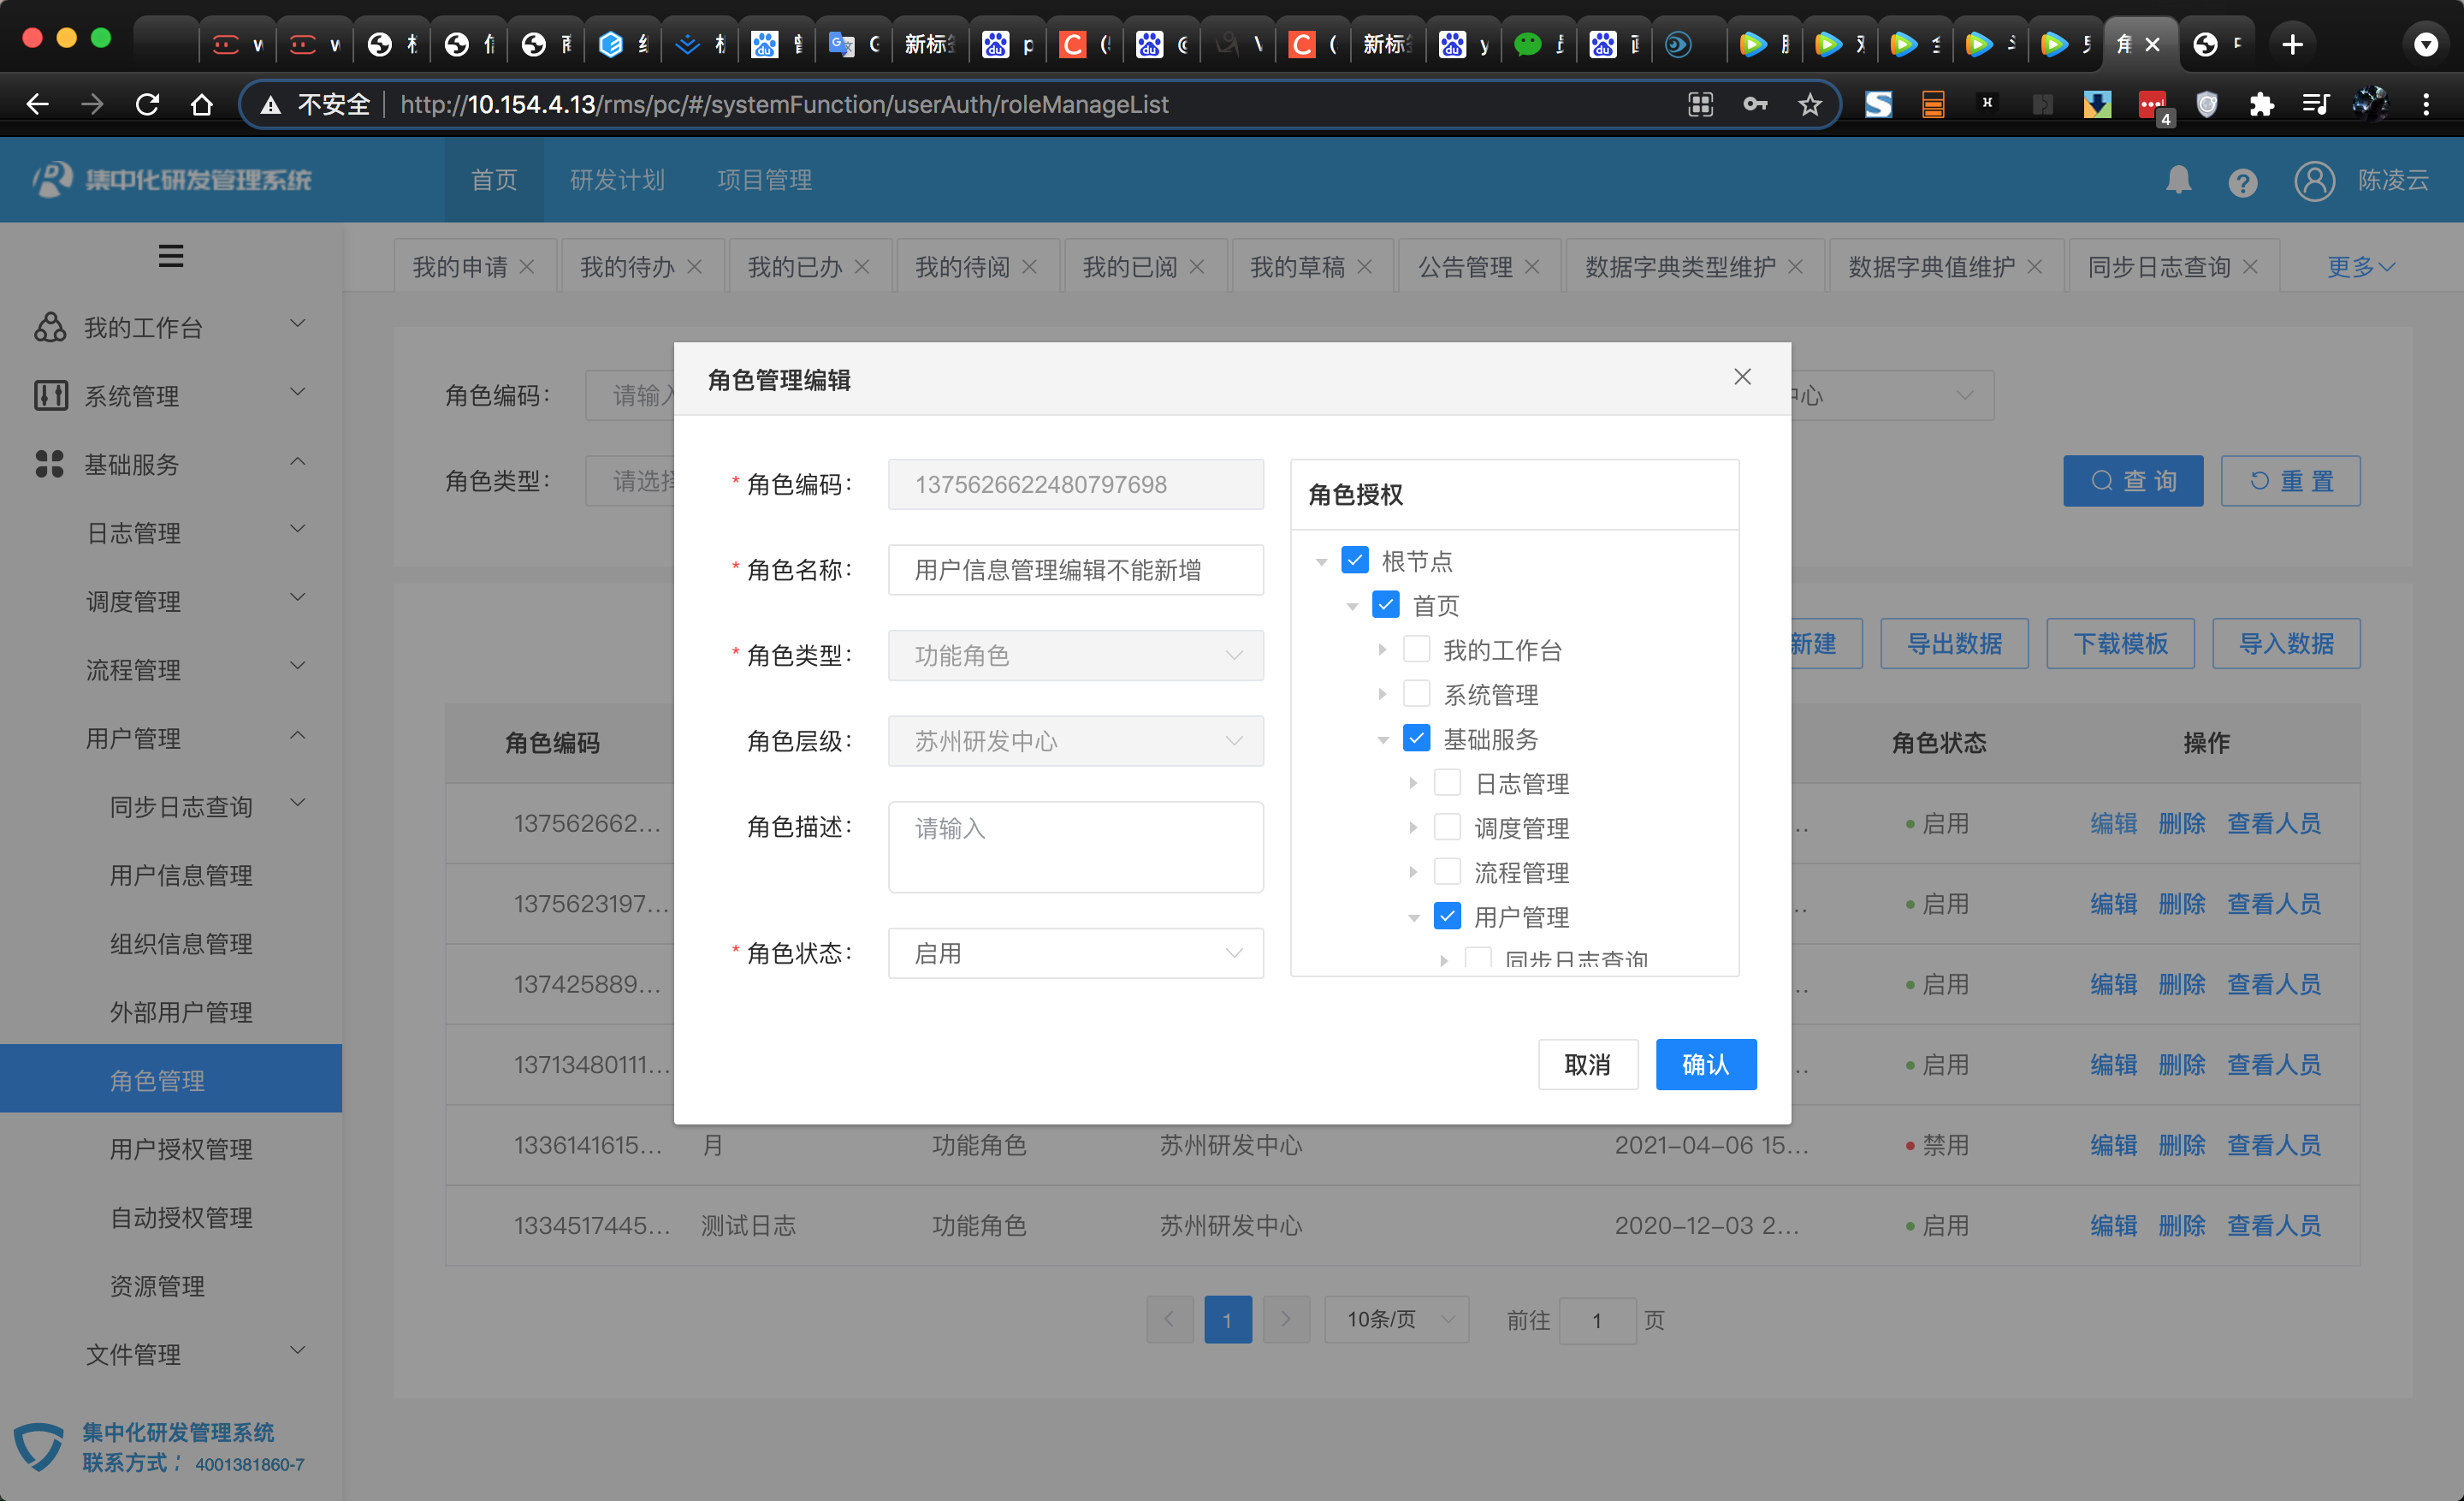 新标
新标
不安全 http://10.154.4.13/rms/pc/#/systemFunction/userAuth/roleManageList
4
集中化研发管理系统
首页 研发计划 项目管理
陈凌云
我的申请 我的待办 我的已办 我的待阅 我的已阅 我的草稿 公告管理 数据字典类型维护 数据字典值维护 同步日志查询 更多
我的工作台
系统管理
基础服务
日志管理
调度管理
流程管理
用户管理
同步日志查询
用户信息管理
组织信息管理
外部用户管理
角色管理
用户授权管理
自动授权管理
资源管理
文件管理
集中化研发管理系统
联系方式： 4001381860-7
角色编码： 请输入
心
角色类型： 请选择
查询 重置
新建 导出数据 下载模板 导入数据
角色编码 角色状态 操作
137562662... 启用 编辑 删除 查看人员
1375623197... 启用 编辑 删除 查看人员
137425889... 启用 编辑 删除 查看人员
13713480111... 启用 编辑 删除 查看人员
1336141615... 月 功能角色 苏州研发中心 2021-04-06 15... 禁用 编辑 删除 查看人员
1334517445... 测试日志 功能角色 苏州研发中心 2020-12-03 2... 启用 编辑 删除 查看人员
1 10条/页 前往 1 页
角色管理编辑
* 角色编码： 1375626622480797698
* 角色名称： 用户信息管理编辑不能新增
* 角色类型： 功能角色
角色层级： 苏州研发中心
角色描述： 请输入
* 角色状态： 启用
角色授权
根节点
首页
我的工作台
系统管理
基础服务
日志管理
调度管理
流程管理
用户管理
同步日志查询
取消 确认